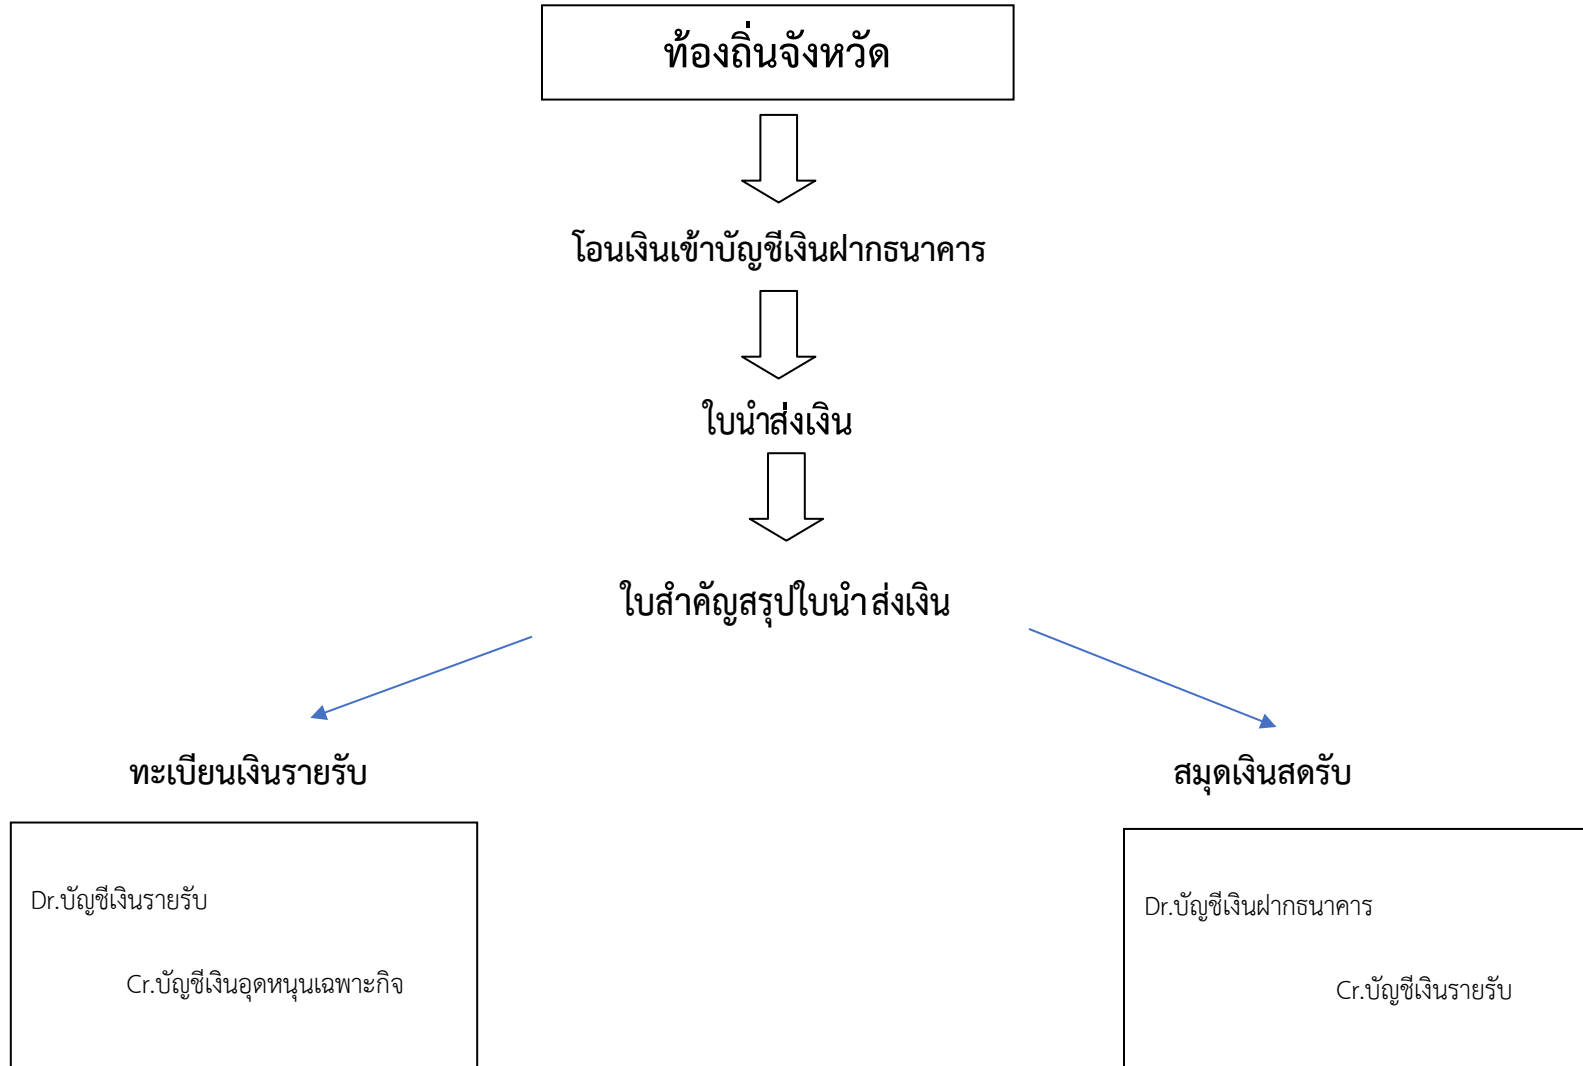 ท้องถิ่นจังหวัด
โอนเงินเข้าบัญชีเงินฝากธนาคาร
ใบนำส่งเงิน
ใบสำคัญสรุปใบนำส่งเงิน
ทะเบียนเงินรายรับ
Dr.บัญชีเงินรายรับ
Cr.บัญชีเงินอุดหนุนเฉพาะกิจ
สมุดเงินสดรับ
Dr.บัญชีเงินฝากธนาคาร
Cr.บัญชีเงินรายรับ